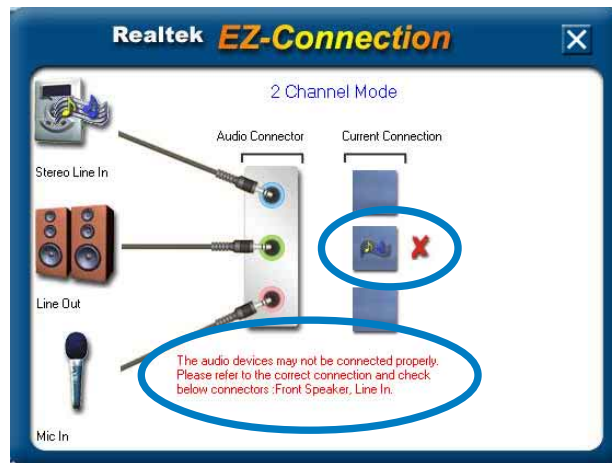 Realtek EZ-Connection
2 Channel Mode
Audio Connector
Current Connection
Stereo Line In
Line Out
The audio devices may not be connected properly.
Please refer to the correct connection and check
below connectors :Front Speaker, Line In.
Mic In